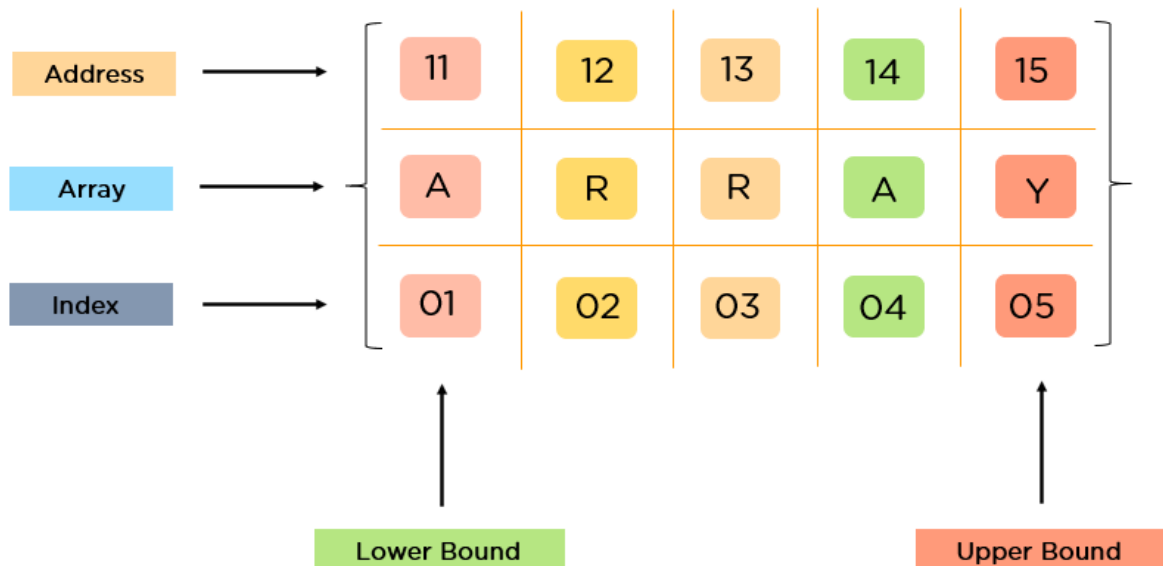 Address 11 12 13 14 15
Array A R R A Y
Index 01 02 03 04 05
Lower Bound Upper Bound